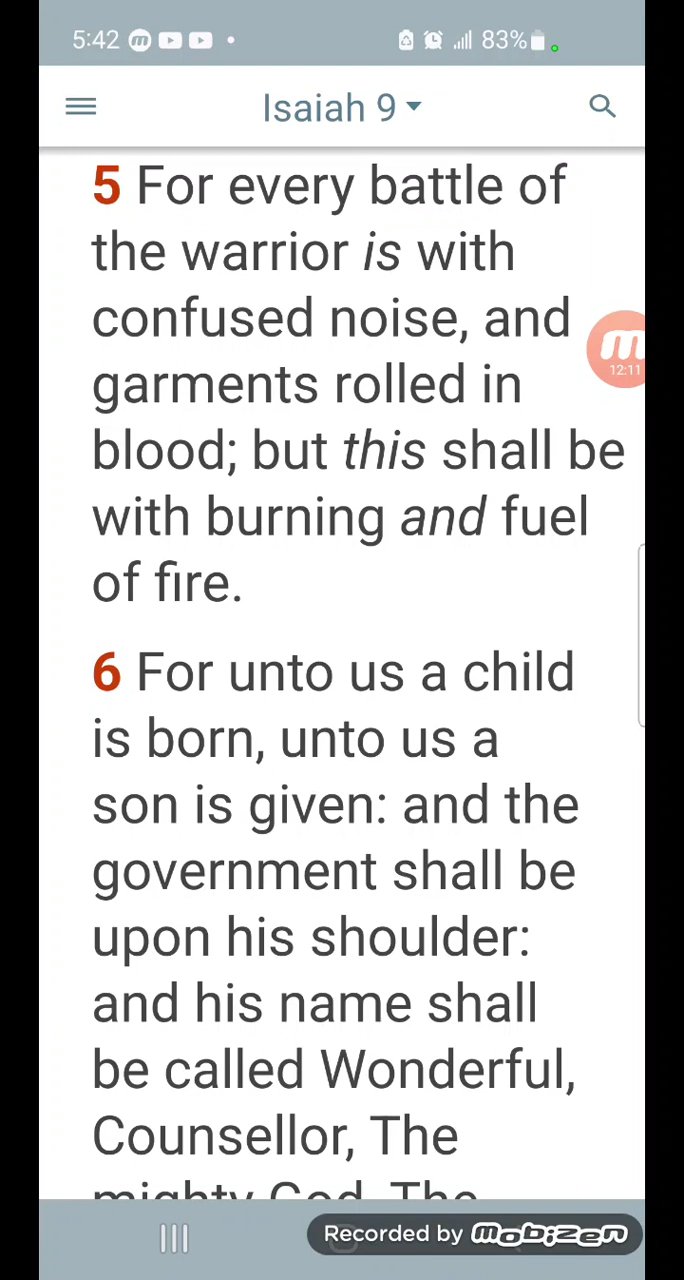 5:42 83%
Isaiah 9
5 For every battle of
the warrior is with
confused noise, and
garments rolled in
blood; but this shall be
with burning and fuel
of fire.
m
12:11
6 For unto us a child
is born, unto us a
son is given: and the
government shall be
upon his shoulder:
and his name shall
be called Wonderful,
Counsellor, The
mighty God, The
Recorded by mobizen